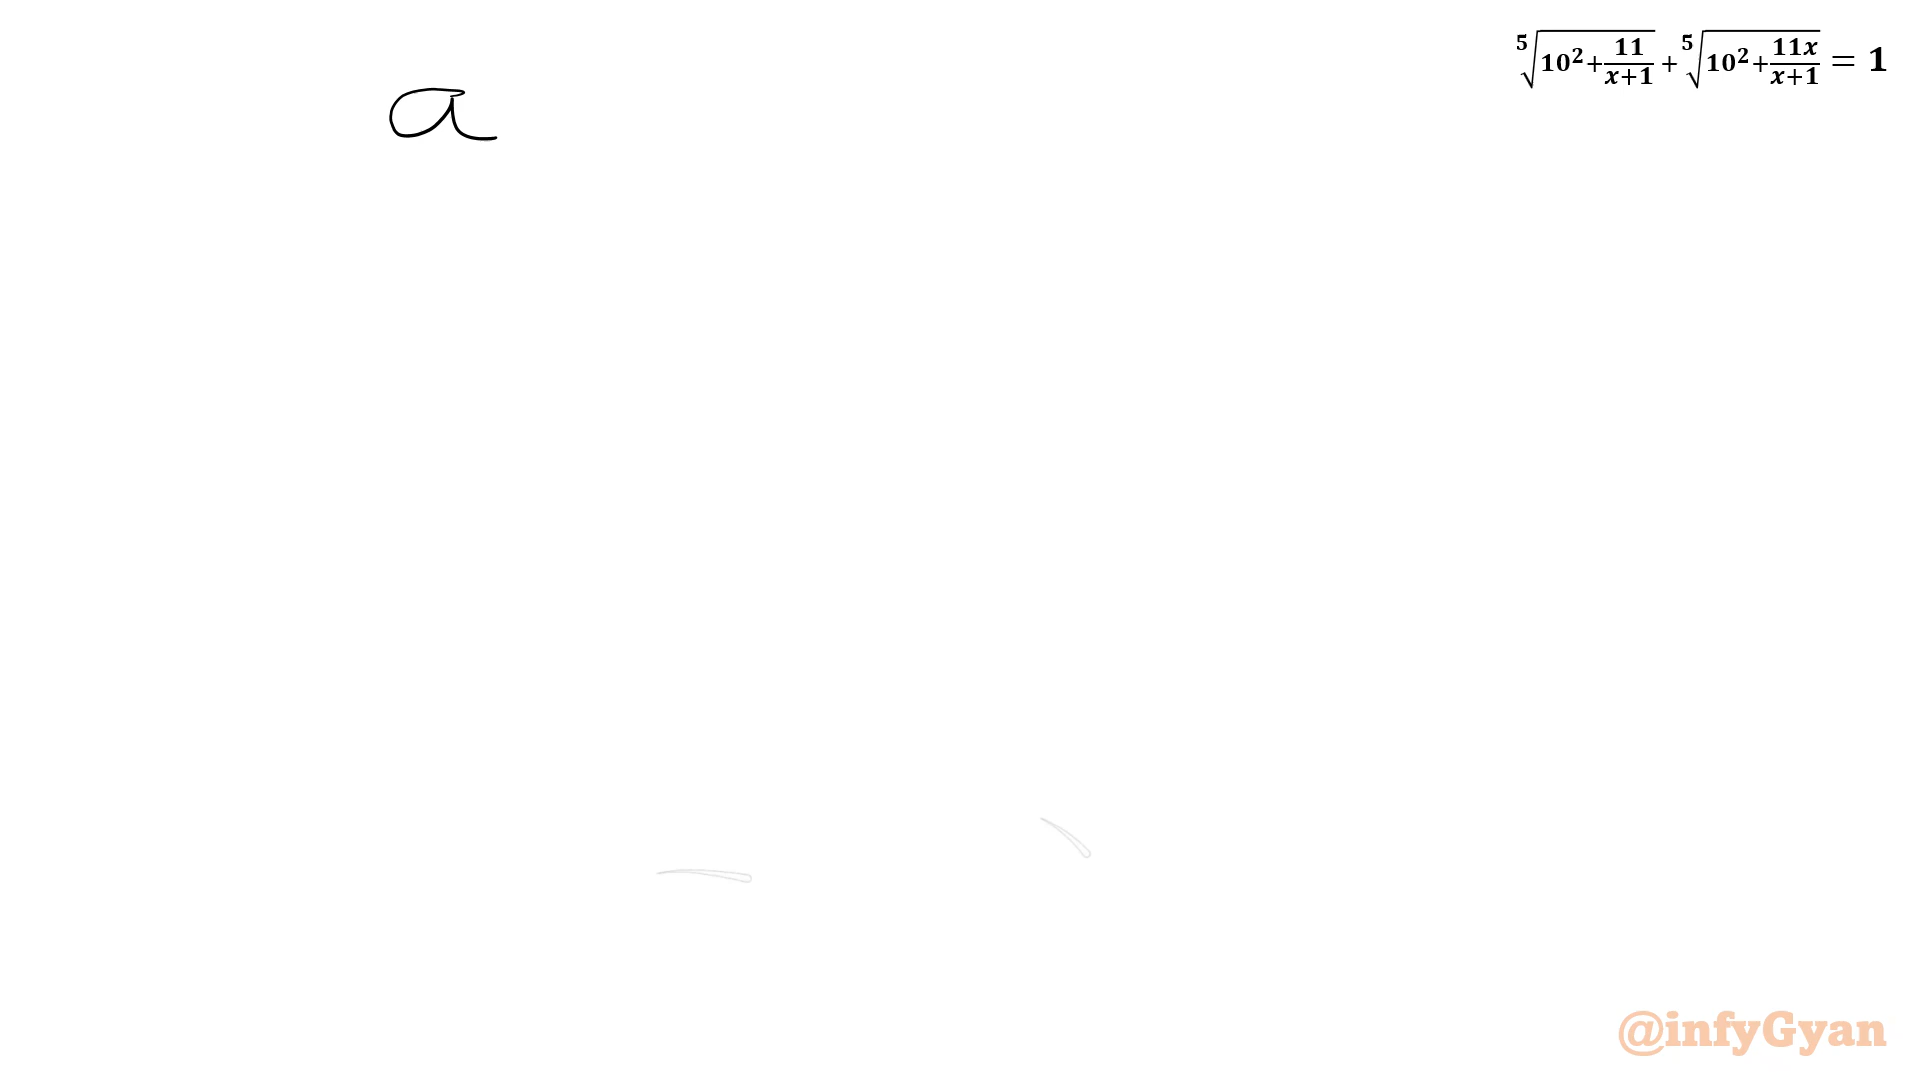 ⁵√(10²+11/(x+1)) + ⁵√(10²+11x/(x+1)) = 1
a
@infyGyan